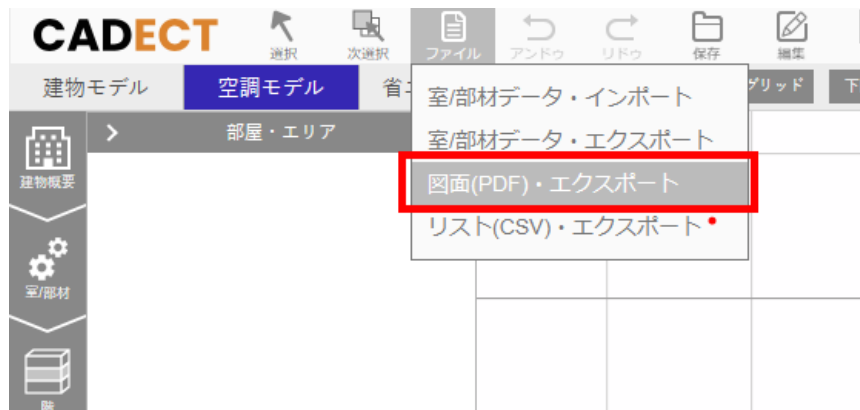 CADECT
選択
次選択
ファイル
アンドゥ
リドゥ
保存
編集
建物モデル
空調モデル
省
グリッド
下
部屋・エリア
室/部材データ・インポート
室/部材データ・エクスポート
図面(PDF)・エクスポート
リスト(CSV)・エクスポート
建物概要
室/部材
階